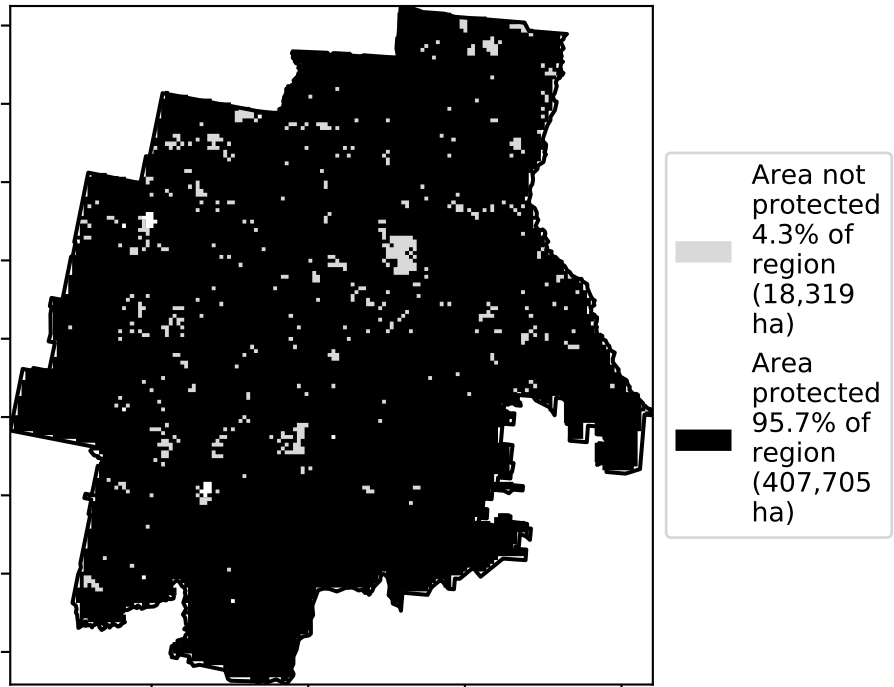 Area not
protected
4.3% of
region
(18,319
ha)
Area
protected
95.7% of
region
(407,705
ha)